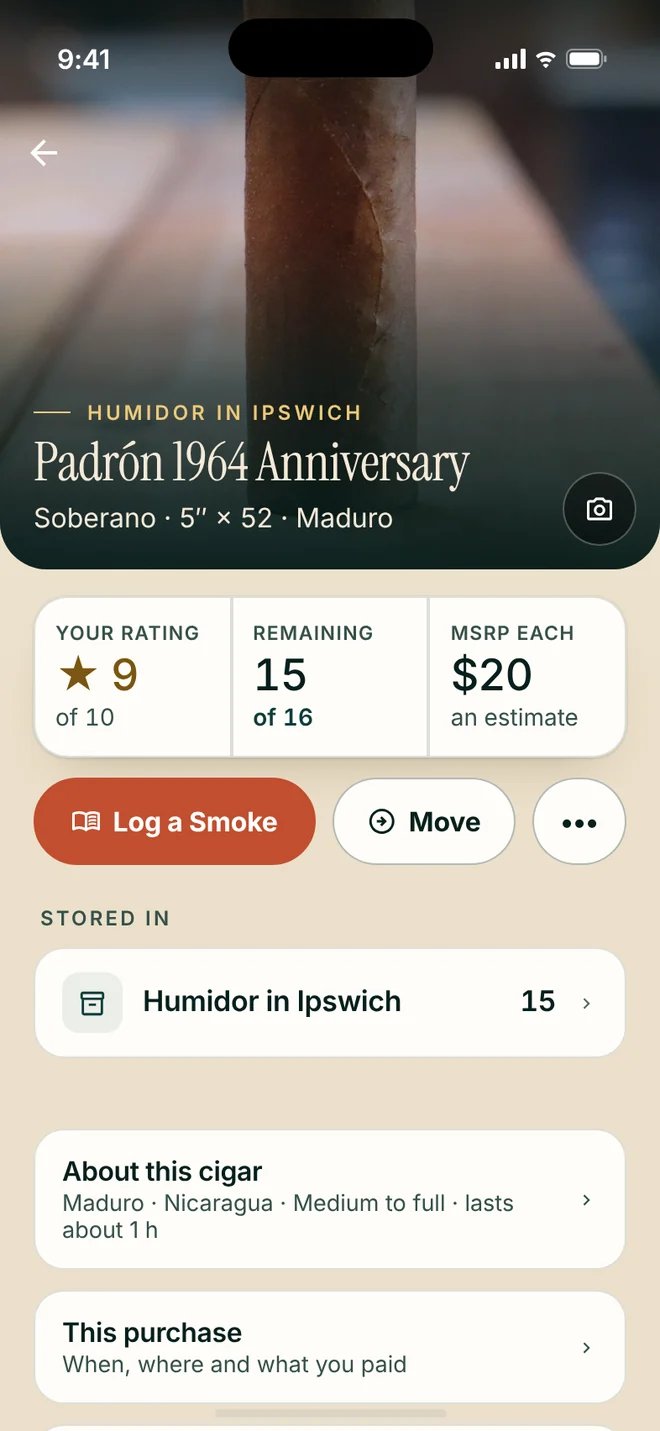 9:41
HUMIDOR IN IPSWICH
Padrón 1964 Anniversary
Soberano · 5″ × 52 · Maduro
YOUR RATING
★ 9
of 10
REMAINING
15
of 16
MSRP EACH
$20
an estimate
Log a Smoke
Move
STORED IN
Humidor in Ipswich 15
About this cigar
Maduro · Nicaragua · Medium to full · lasts
about 1 h
This purchase
When, where and what you paid